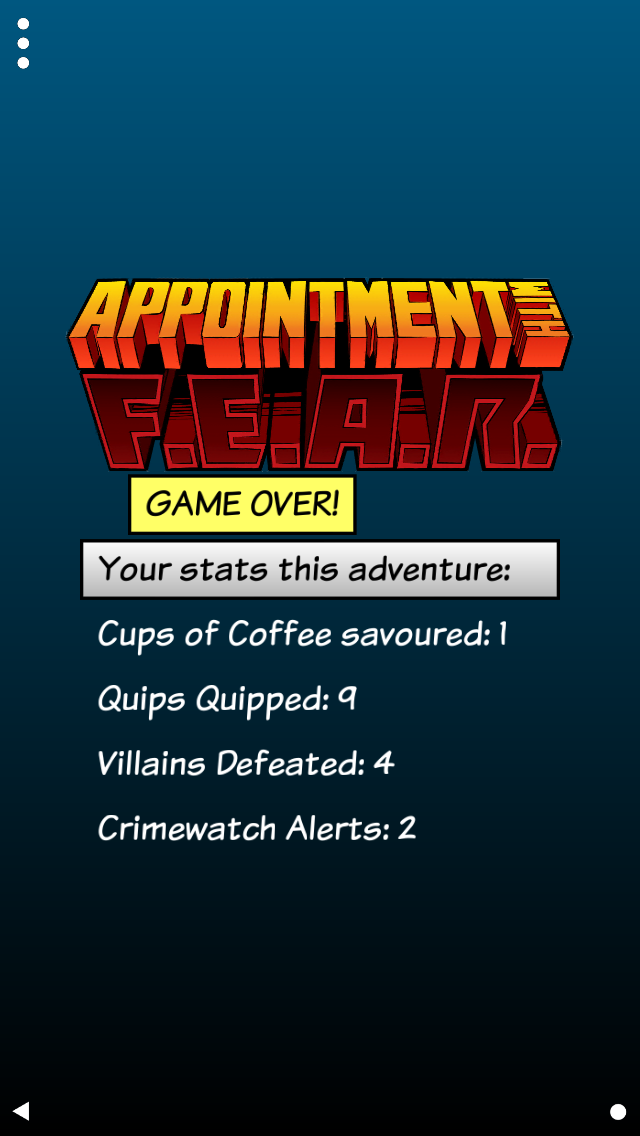 APPOINTMENT WITH
F.E.A.R.
GAME OVER!
Your stats this adventure:
Cups of Coffee savoured: 1
Quips Quipped: 9
Villains Defeated: 4
Crimewatch Alerts: 2